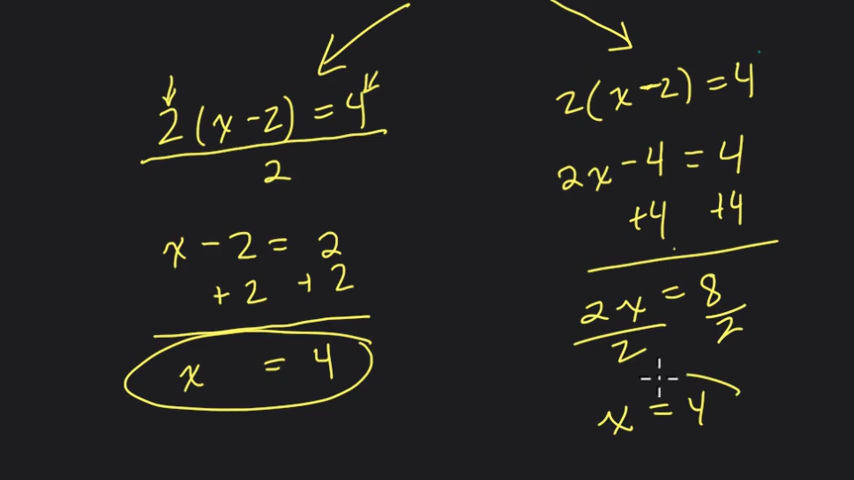 2(x-2) = 4
2
x - 2 = 2
+2 +2
x = 4
2(x-2) = 4
2x - 4 = 4
+4 +4
2x = 8
2 2
x = 4